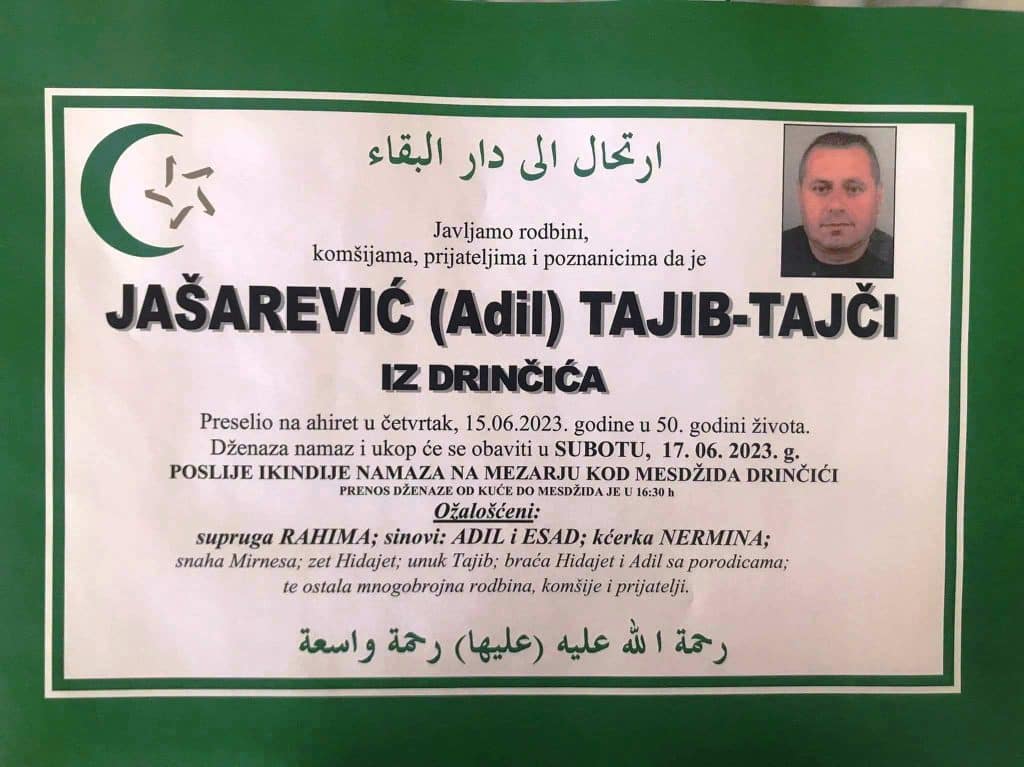 ارتحال الى دار البقاء
Javljamo rodbini,
komšijama, prijateljima i poznanicima da je
JAŠAREVIĆ (Adil) TAJIB-TAJČI
IZ DRINČIĆA
Preselio na ahiret u četvrtak, 15.06.2023. godine u 50. godini života.
Dženaza namaz i ukop će se obaviti u SUBOTU, 17. 06. 2023. g.
POSLIJE IKINDIJE NAMAZA NA MEZARJU KOD MESDŽIDA DRINČIĆI
PRENOS DŽENAZE OD KUĆE DO MESDŽIDA JE U 16:30 h
Ožalošćeni:
supruga RAHIMA; sinovi: ADIL i ESAD; kćerka NERMINA;
snaha Mirnesa; zet Hidajet; unuk Tajib; braća Hidajet i Adil sa porodicama;
te ostala mnogobrojna rodbina, komšije i prijatelji.
رحمة الله عليه (عليها) رحمة واسعة